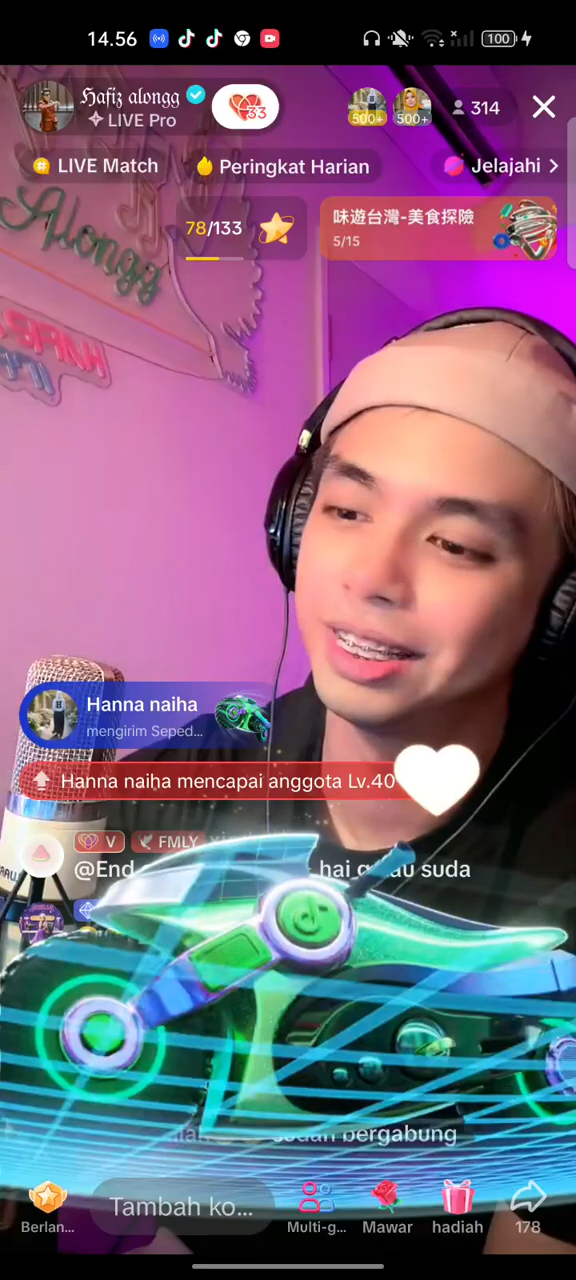 14.56
100
Hafiz alongg
LIVE Pro
33
500+
500+
314
LIVE Match
Peringkat Harian
Jelajahi
Alongg
78/133
味遊台灣-美食探險
5/15
Hanna naiha
mengirim Seped...
Hanna naiha mencapai anggota Lv.40
V
FMLY
@End
hai
suda
sudah bergabung
Tambah ko...
Berlan...
Multi-g...
Mawar
hadiah
178